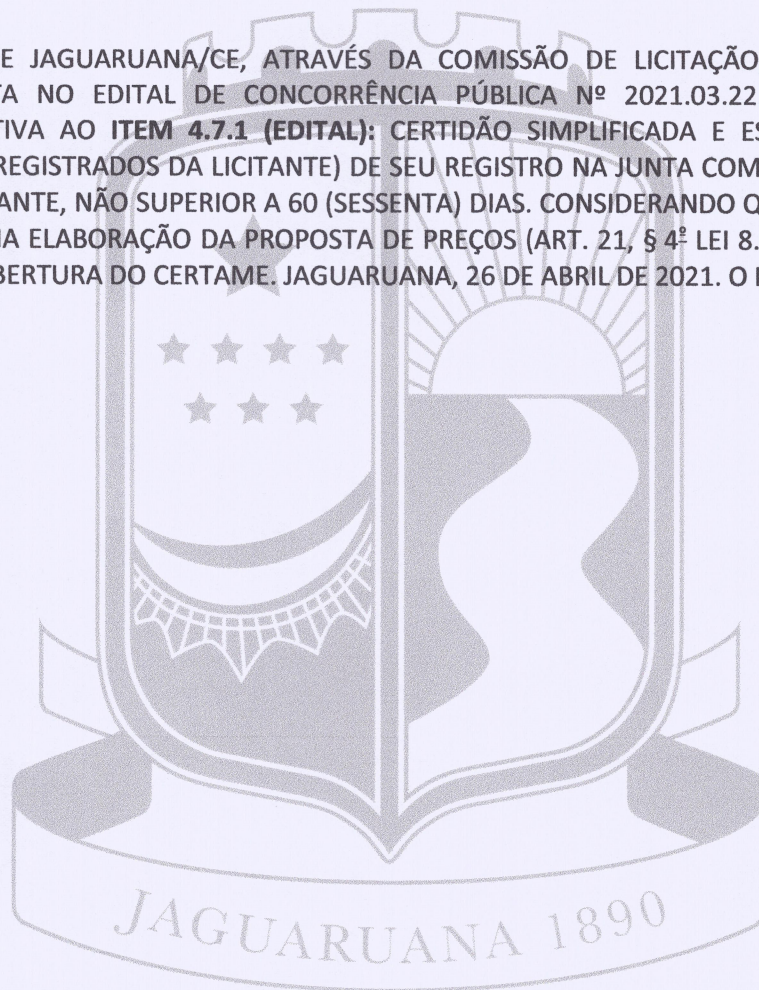 E JAGUARUANA/CE, ATRAVÉS DA COMISSÃO DE LICITAÇÃO
TA NO EDITAL DE CONCORRÊNCIA PÚBLICA Nº 2021.03.22
TIVA AO ITEM 4.7.1 (EDITAL): CERTIDÃO SIMPLIFICADA E ES
REGISTRADOS DA LICITANTE) DE SEU REGISTRO NA JUNTA COM
ANTE, NÃO SUPERIOR A 60 (SESSENTA) DIAS. CONSIDERANDO Q
NA ELABORAÇÃO DA PROPOSTA DE PREÇOS (ART. 21, § 4º LEI 8.
BERTURA DO CERTAME. JAGUARUANA, 26 DE ABRIL DE 2021. O
JAGUARUANA 1890